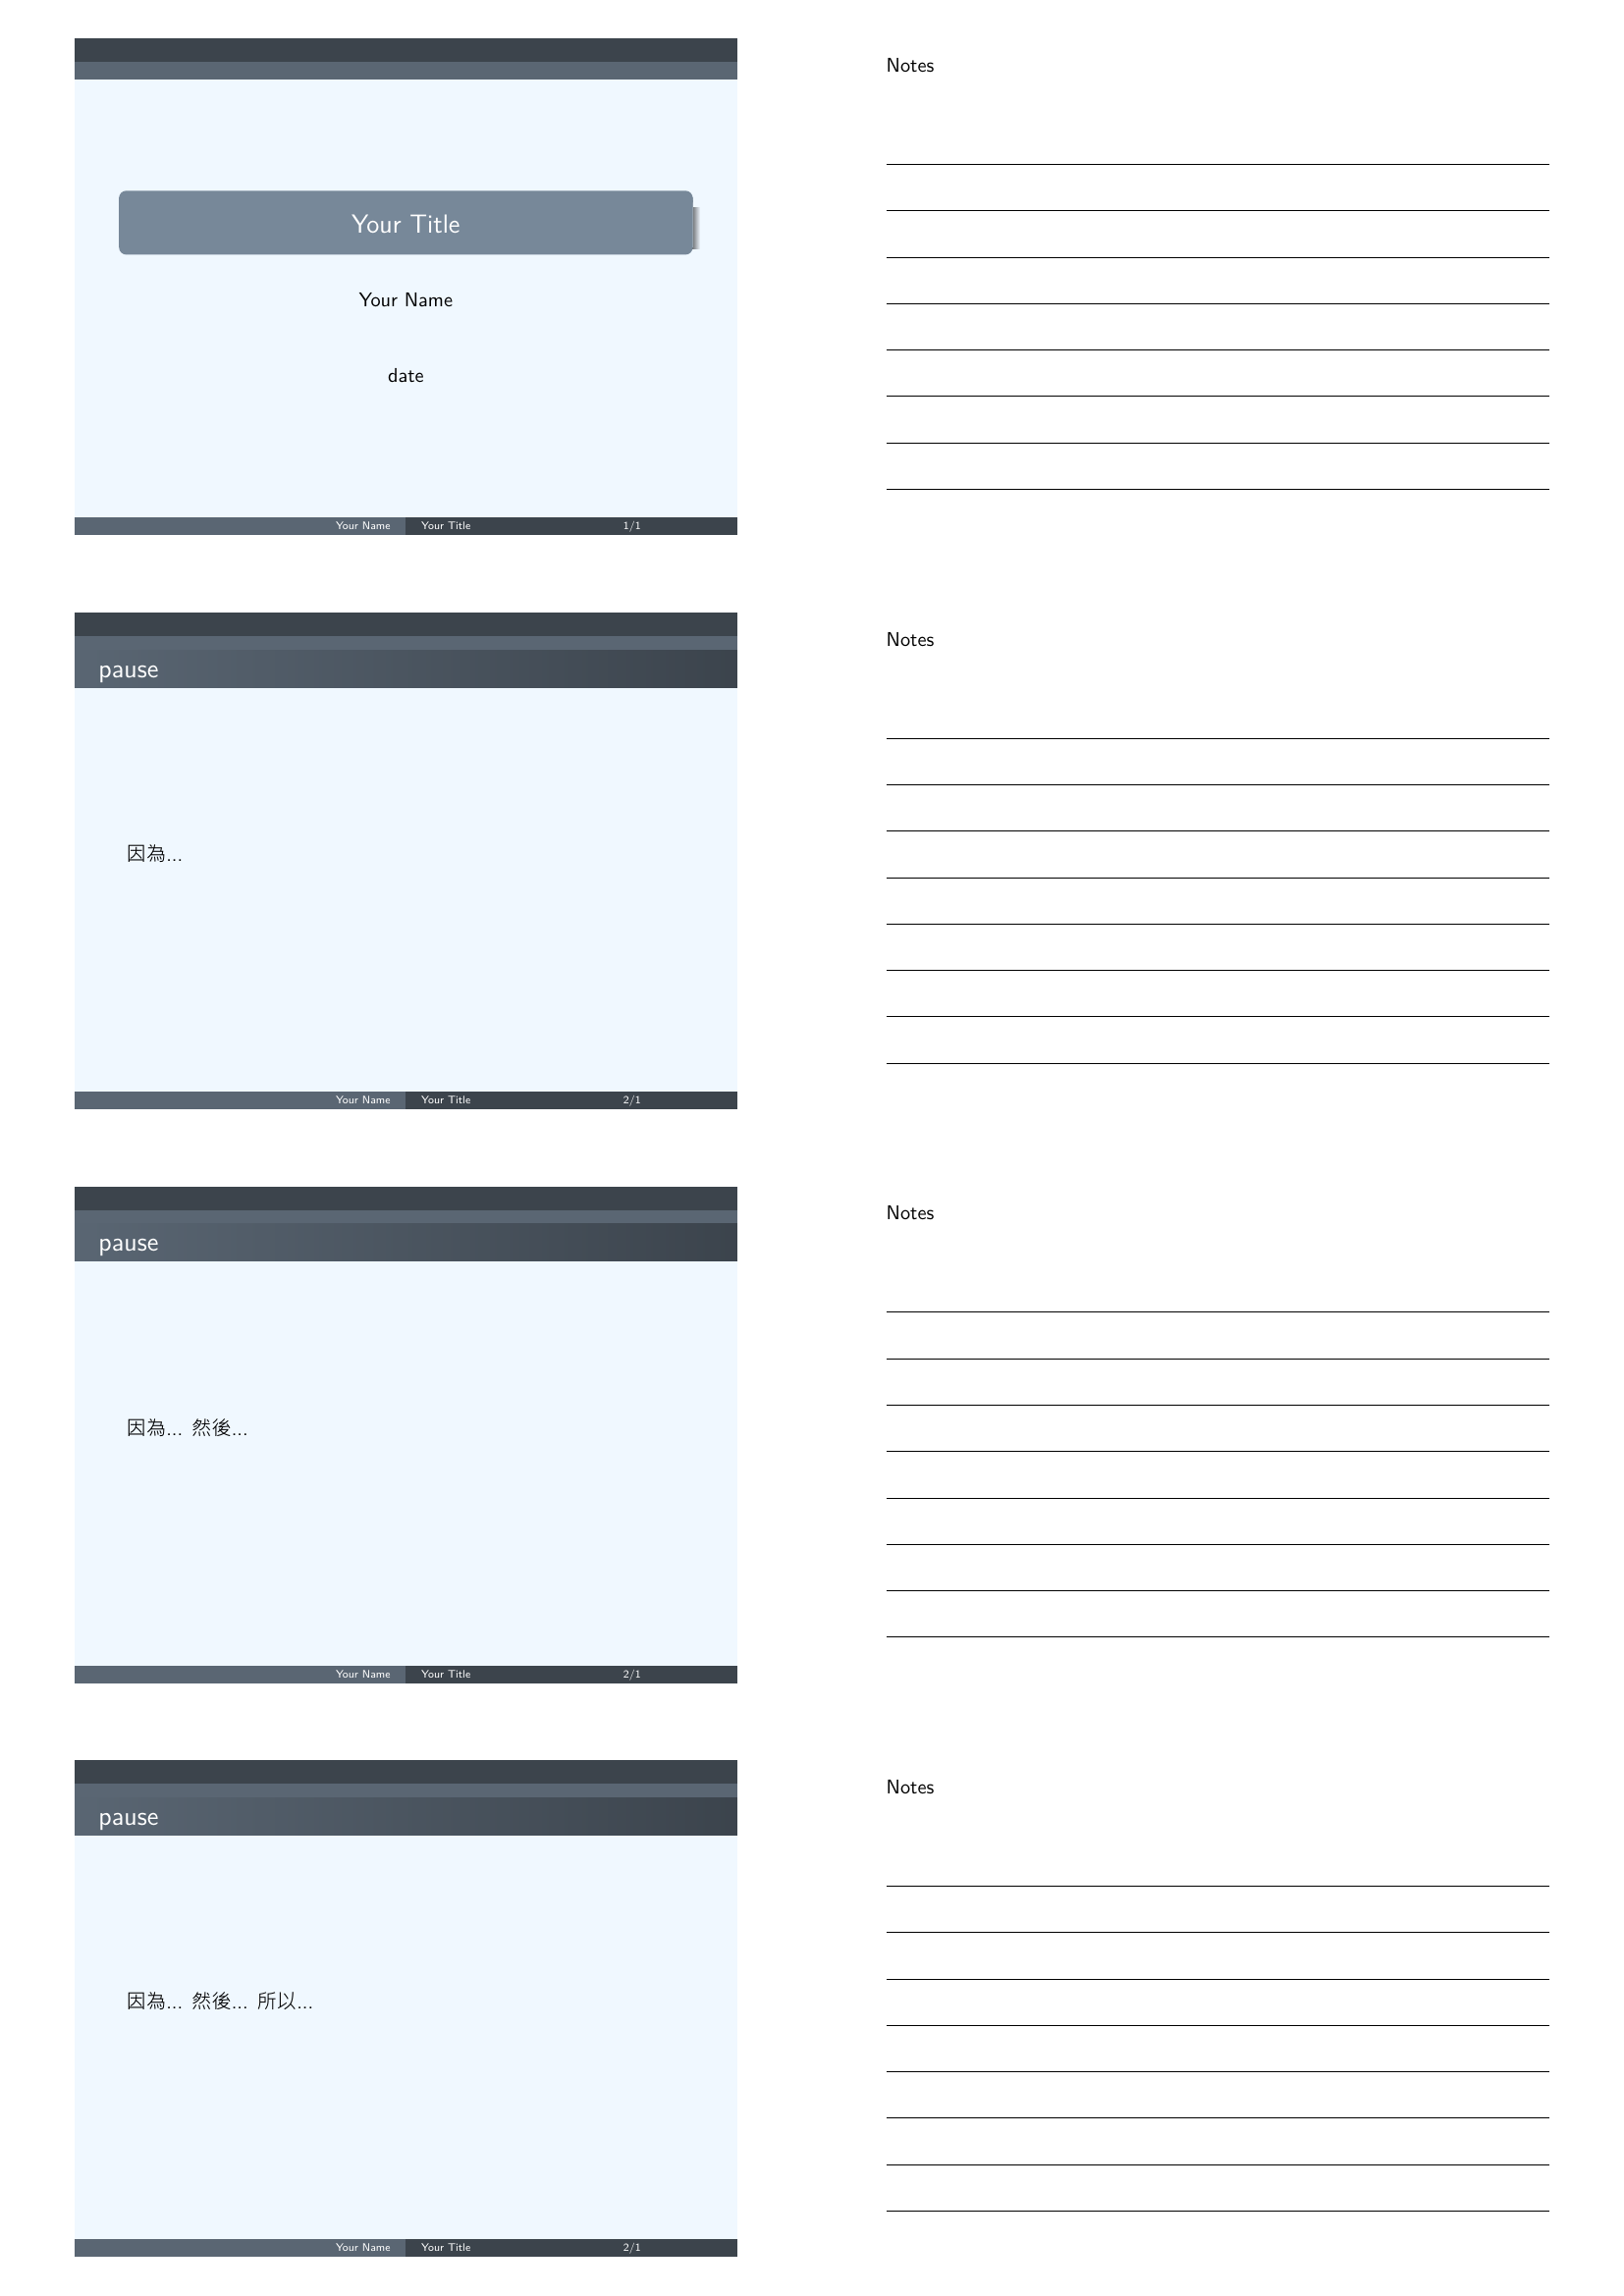 Notes
Your Title
Your Name
date
Your Name Your Title 1/1
Notes
pause
因為...
Your Name Your Title 2/1
Notes
pause
因為... 然後...
Your Name Your Title 2/1
Notes
pause
因為... 然後... 所以...
Your Name Your Title 2/1